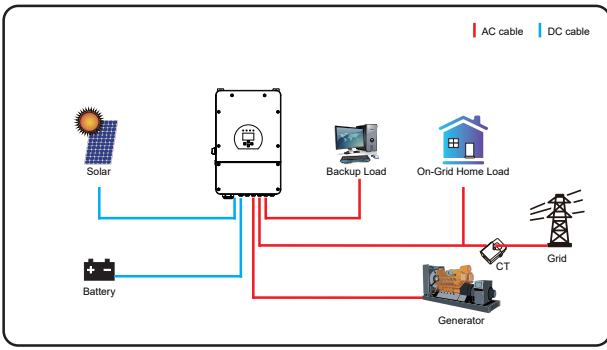 AC cable
DC cable
Solar
Backup Load
On-Grid Home Load
CT
Grid
Battery
Generator